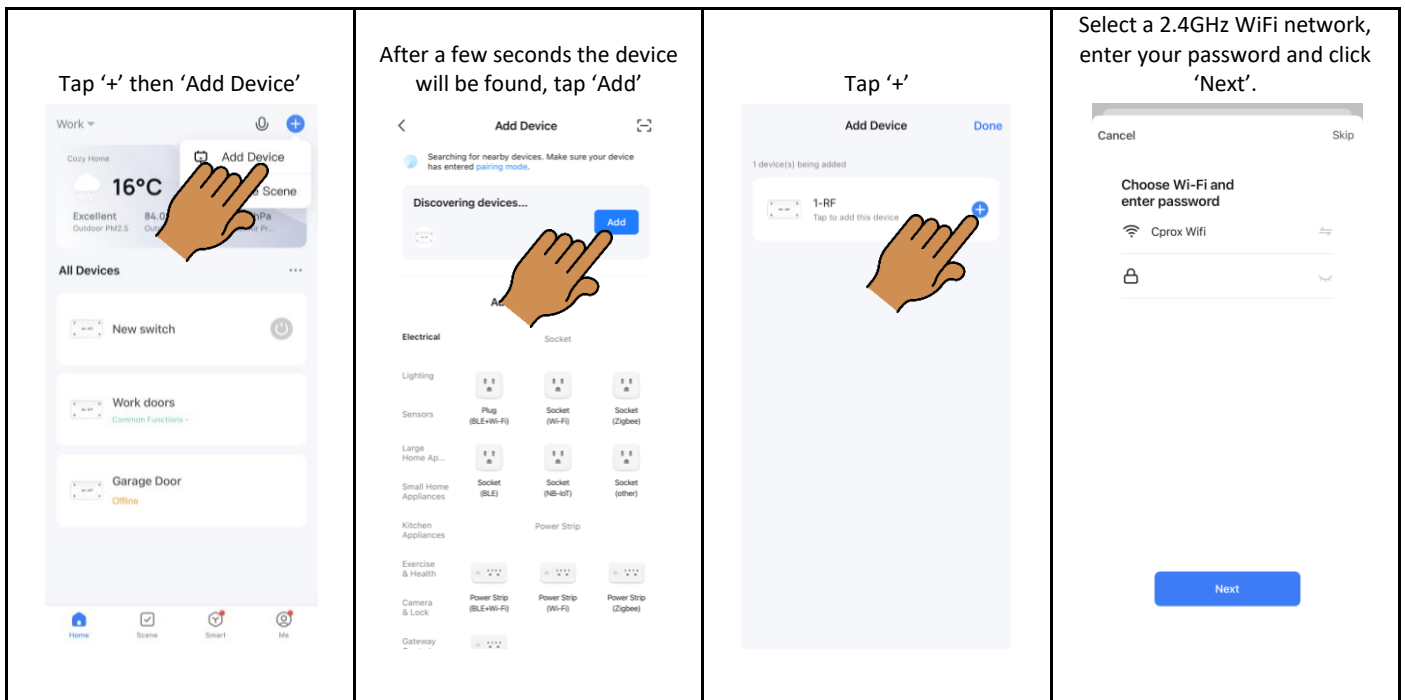 Tap ‘+’ then ‘Add Device’
Work
Add Device
Scene
Cozy Home
16°C
Excellent
Outdoor PM2.5
84.0
hPa
All Devices
New switch
Work doors
Common Functions
Garage Door
Offline
Home
Scene
Smart
Me
After a few seconds the device
will be found, tap ‘Add’
Add Device
Searching for nearby devices. Make sure your device
has entered pairing mode.
Discovering devices...
Add
Electrical
Socket
Lighting
Sensors
Plug
(BLE+Wi-Fi)
Socket
(Wi-Fi)
Socket
(Zigbee)
Large
Home Ap...
Small Home
Appliances
Socket
(BLE)
Socket
(NB-IoT)
Socket
(other)
Kitchen
Appliances
Power Strip
Exercise
& Health
Camera
& Lock
Power Strip
(BLE+Wi-Fi)
Power Strip
(Wi-Fi)
Power Strip
(Zigbee)
Gateway
Tap ‘+’
Add Device
Done
1 device(s) being added
1-RF
Tap to add this device
Select a 2.4GHz WiFi network,
enter your password and click
‘Next’.
Cancel
Skip
Choose Wi-Fi and
enter password
Cprox Wifi
Next